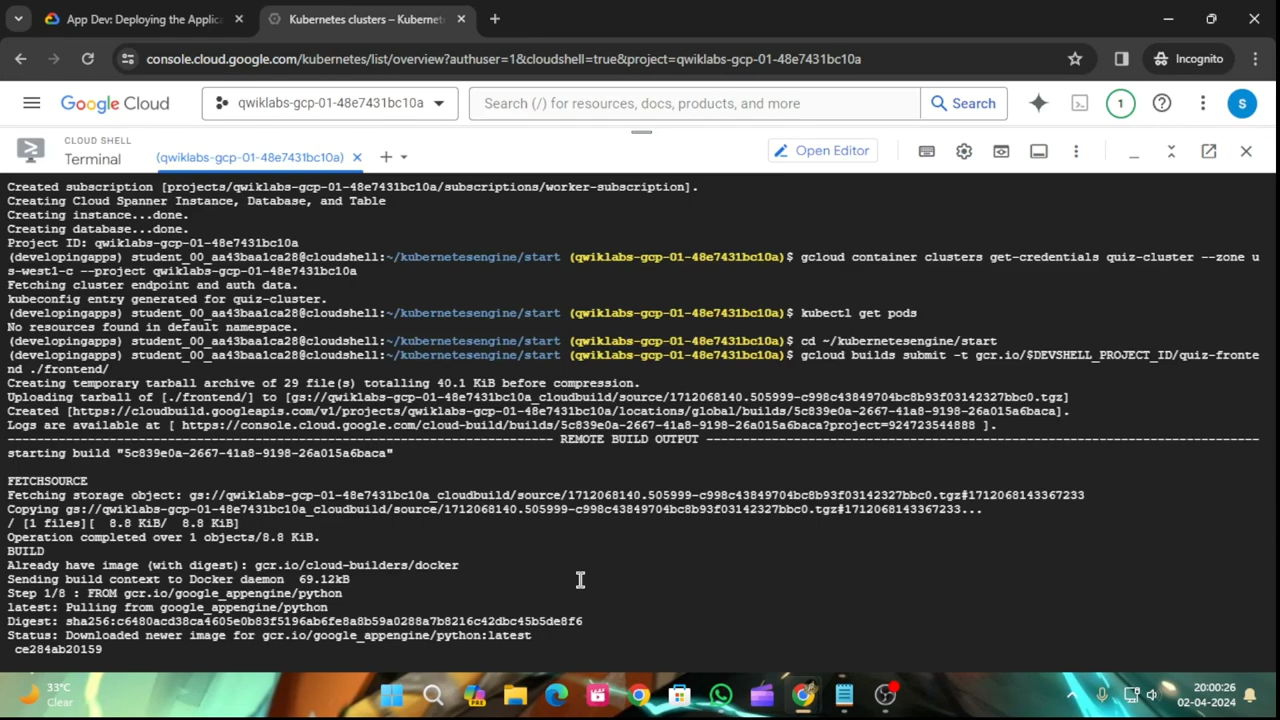 App Dev: Deploying the Applica
Kubernetes clusters – Kubernet
console.cloud.google.com/kubernetes/list/overview?authuser=1&cloudshell=true&project=qwiklabs-gcp-01-48e7431bc10a
Incognito
Google Cloud
qwiklabs-gcp-01-48e7431bc10a
Search (/) for resources, docs, products, and more
Search
1
S
CLOUD SHELL
Terminal
(qwiklabs-gcp-01-48e7431bc10a)
Open Editor
Created subscription [projects/qwiklabs-gcp-01-48e7431bc10a/subscriptions/worker-subscription].
Creating Cloud Spanner Instance, Database, and Table
Creating instance...done.
Creating database...done.
Project ID: qwiklabs-gcp-01-48e7431bc10a
(developingapps) student_00_aa43baa1ca28@cloudshell:~/kubernetesengine/start (qwiklabs-gcp-01-48e7431bc10a)$ gcloud container clusters get-credentials quiz-cluster --zone u
s-west1-c --project qwiklabs-gcp-01-48e7431bc10a
Fetching cluster endpoint and auth data.
kubeconfig entry generated for quiz-cluster.
(developingapps) student_00_aa43baa1ca28@cloudshell:~/kubernetesengine/start (qwiklabs-gcp-01-48e7431bc10a)$ kubectl get pods
No resources found in default namespace.
(developingapps) student_00_aa43baa1ca28@cloudshell:~/kubernetesengine/start (qwiklabs-gcp-01-48e7431bc10a)$ cd ~/kubernetesengine/start
(developingapps) student_00_aa43baa1ca28@cloudshell:~/kubernetesengine/start (qwiklabs-gcp-01-48e7431bc10a)$ gcloud builds submit -t gcr.io/$DEVSHELL_PROJECT_ID/quiz-fronte
nd ./frontend/
Creating temporary tarball archive of 29 file(s) totalling 40.1 KiB before compression.
Uploading tarball of [./frontend/] to [gs://qwiklabs-gcp-01-48e7431bc10a_cloudbuild/source/1712068140.505999-c998c43849704bc8b93f03142327bbc0.tgz]
Created [https://cloudbuild.googleapis.com/v1/projects/qwiklabs-gcp-01-48e7431bc10a/locations/global/builds/5c839e0a-2667-41a8-9198-26a015a6baca].
Logs are available at [ https://console.cloud.google.com/cloud-build/builds/5c839e0a-2667-41a8-9198-26a015a6baca?project=924723544888 ].
------------------------------------------------------------------------------ REMOTE BUILD OUTPUT ------------------------------------------------------------------------------
starting build "5c839e0a-2667-41a8-9198-26a015a6baca"
FETCHSOURCE
Fetching storage object: gs://qwiklabs-gcp-01-48e7431bc10a_cloudbuild/source/1712068140.505999-c998c43849704bc8b93f03142327bbc0.tgz#1712068143367233
Copying gs://qwiklabs-gcp-01-48e7431bc10a_cloudbuild/source/1712068140.505999-c998c43849704bc8b93f03142327bbc0.tgz#1712068143367233...
/ [1 files][  8.8 KiB/  8.8 KiB]
Operation completed over 1 objects/8.8 KiB.
BUILD
Already have image (with digest): gcr.io/cloud-builders/docker
Sending build context to Docker daemon  69.12kB
Step 1/8 : FROM gcr.io/google_appengine/python
latest: Pulling from google_appengine/python
Digest: sha256:c6480acd38ca4605e0b83f5196ab6fe8a8b59a0288a7b8216c42dbc45b5de8f6
Status: Downloaded newer image for gcr.io/google_appengine/python:latest
ce284ab20159
33°C
Clear
PRE
20:00:26
02-04-2024